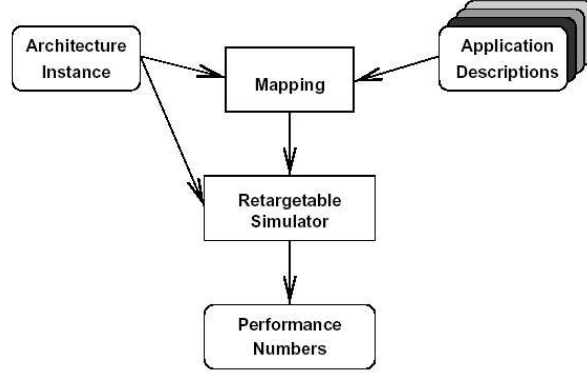 Architecture
Instance
Mapping
Application
Descriptions
Retargetable
Simulator
Performance
Numbers